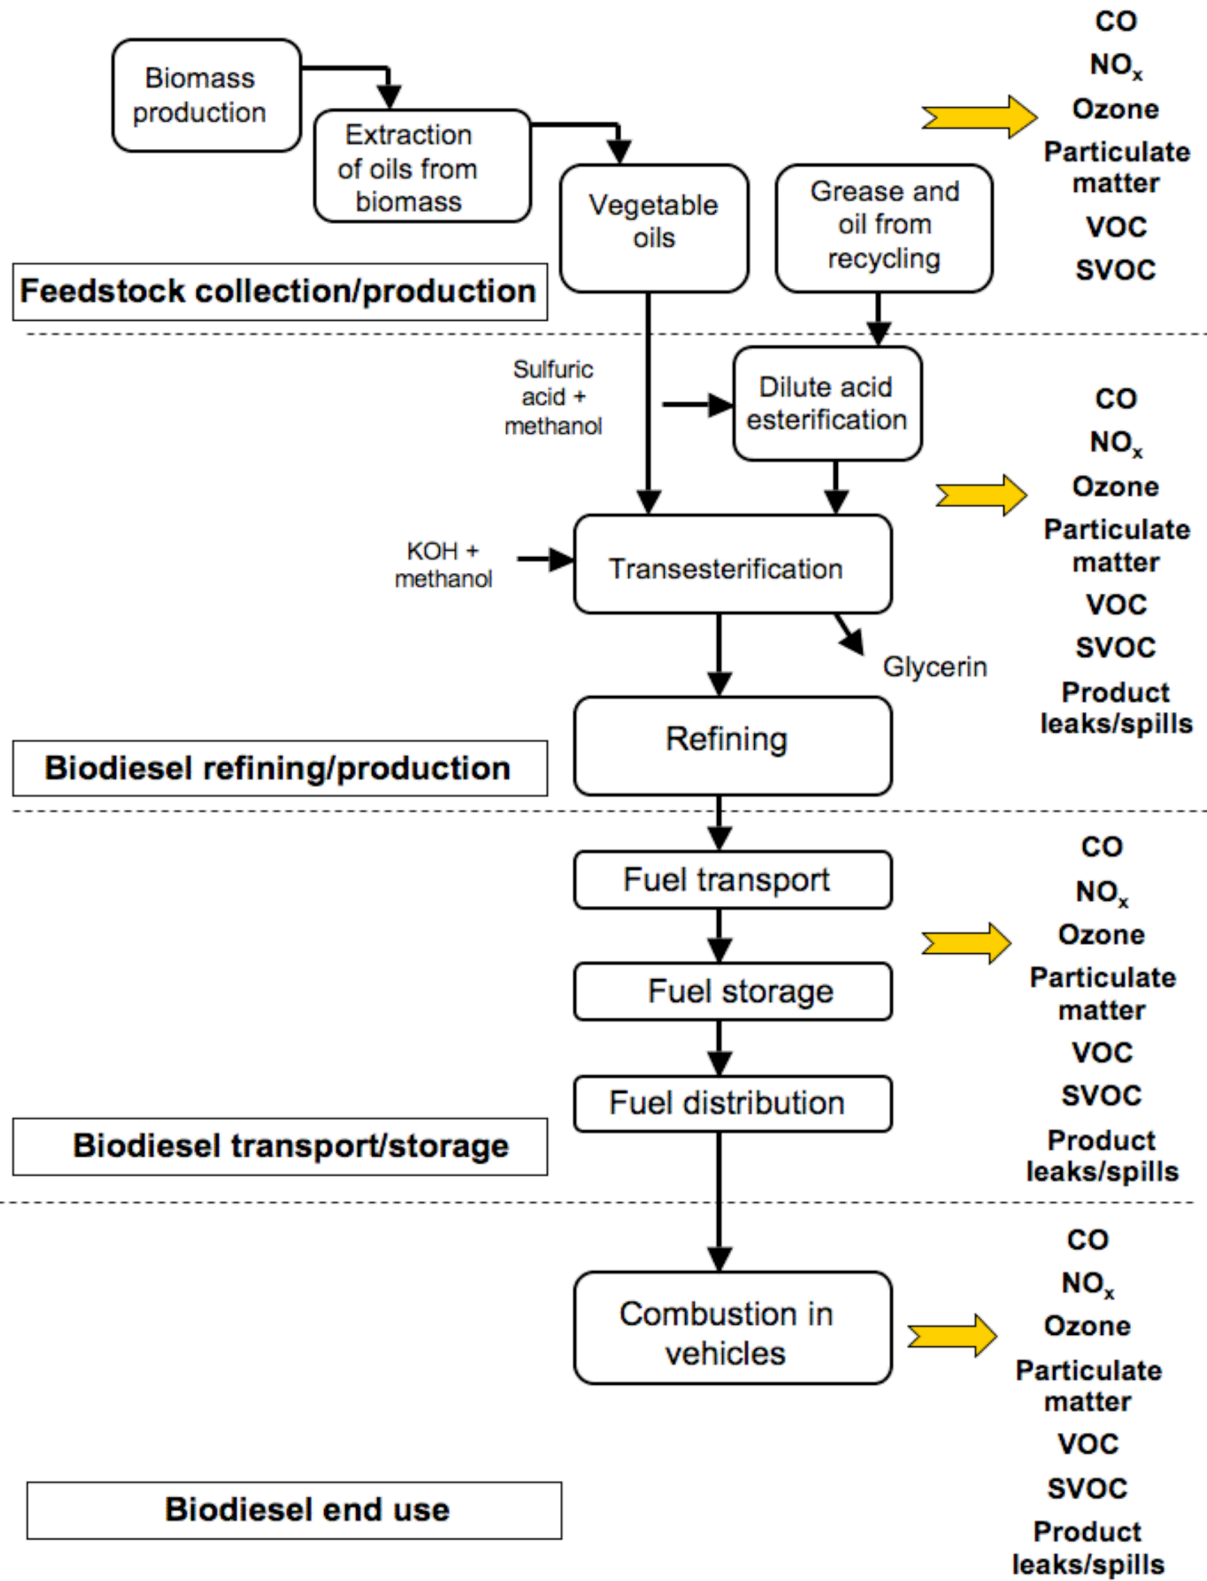 Biomass
production
Extraction
of oils from
biomass
Vegetable
oils
Grease and
oil from
recycling
CO
NOx
Ozone
Particulate
matter
VOC
SVOC
Feedstock collection/production
Sulfuric
acid +
methanol
Dilute acid
esterification
KOH +
methanol
Transesterification
Glycerin
Refining
CO
NOx
Ozone
Particulate
matter
VOC
SVOC
Product
leaks/spills
Biodiesel refining/production
Fuel transport
Fuel storage
Fuel distribution
CO
NOx
Ozone
Particulate
matter
VOC
SVOC
Product
leaks/spills
Biodiesel transport/storage
Combustion in
vehicles
CO
NOx
Ozone
Particulate
matter
VOC
SVOC
Product
leaks/spills
Biodiesel end use